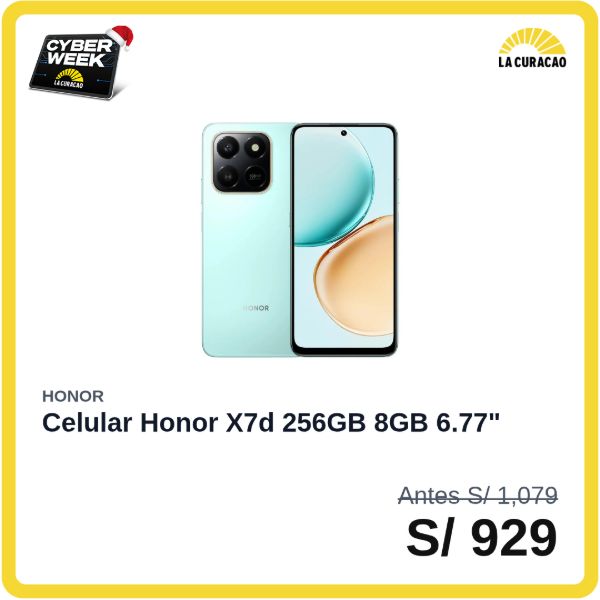 CYBER
WEEK
LA CURACAO
LA CURACAO
HONOR
HONOR
Celular Honor X7d 256GB 8GB 6.77"
Antes S/ 1,079
S/ 929